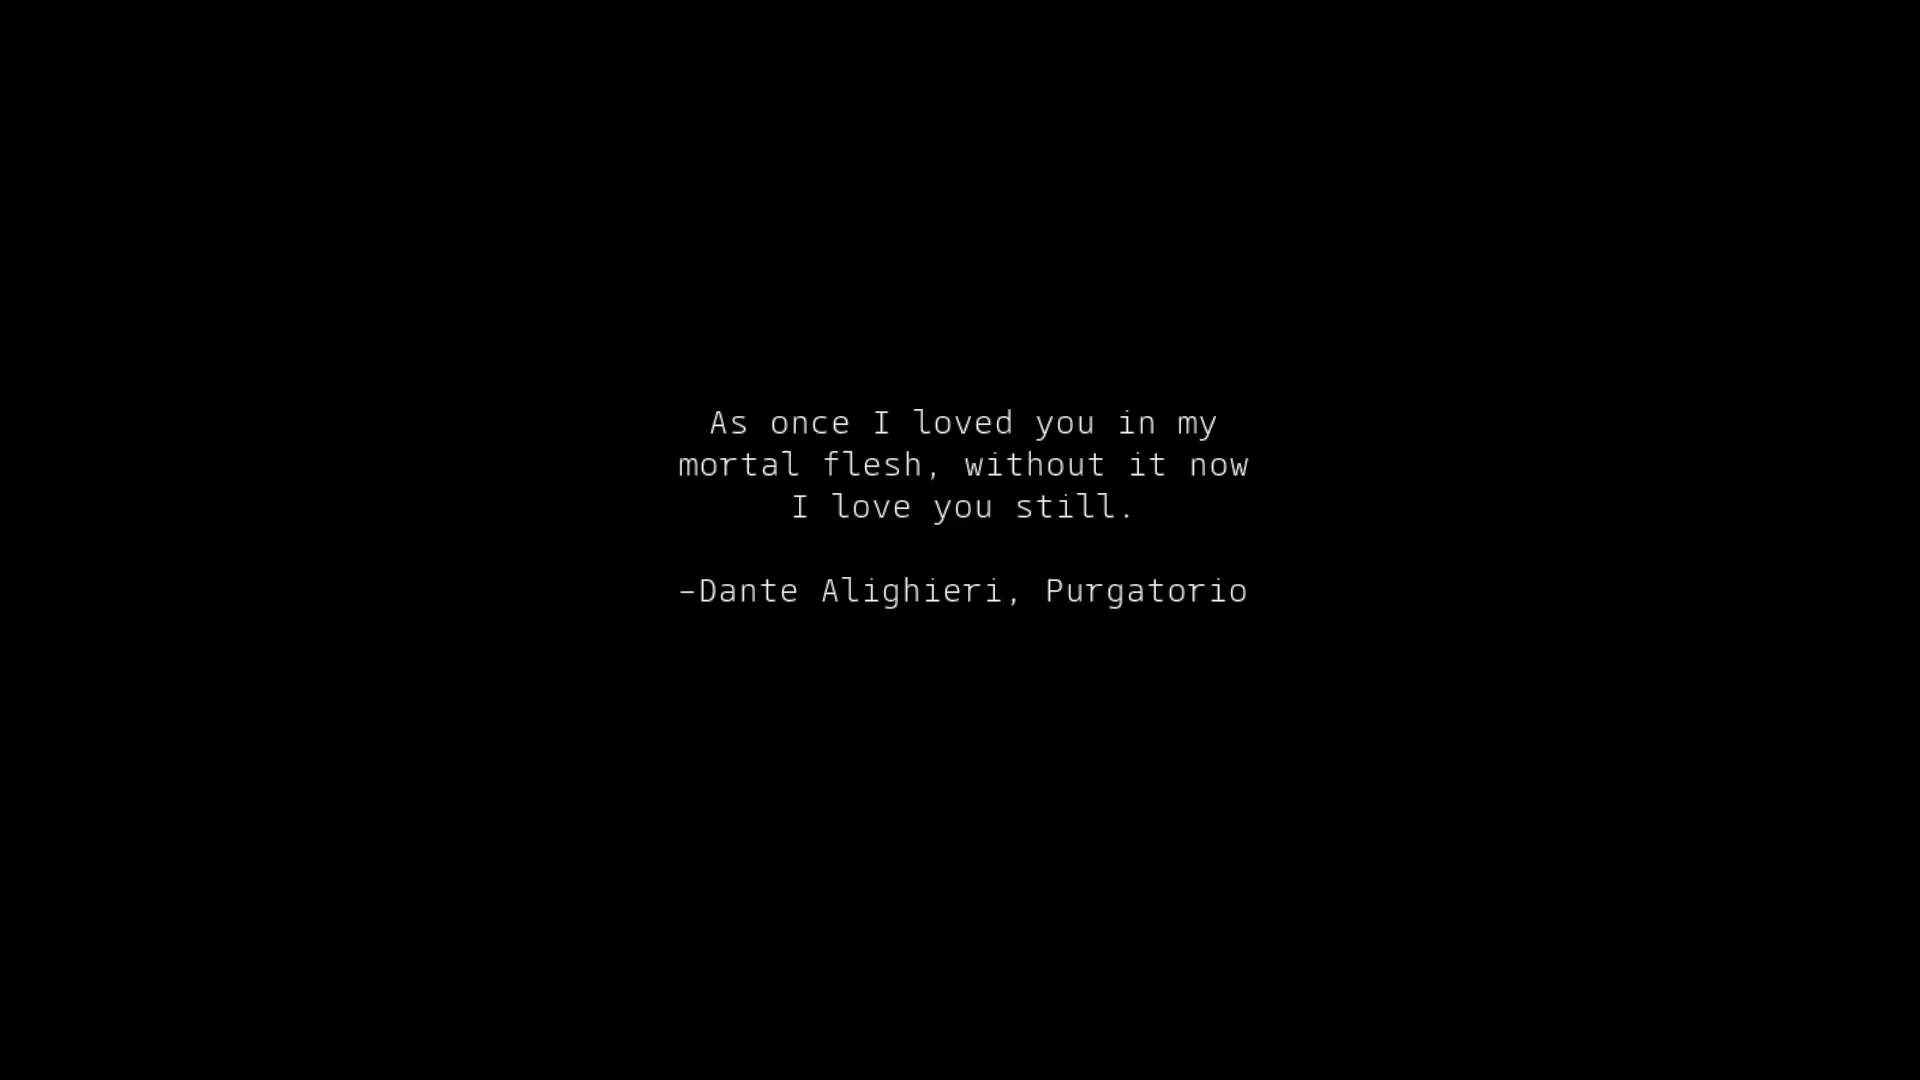 As once I loved you in my
mortal flesh, without it now
I love you still.
–Dante Alighieri, Purgatorio